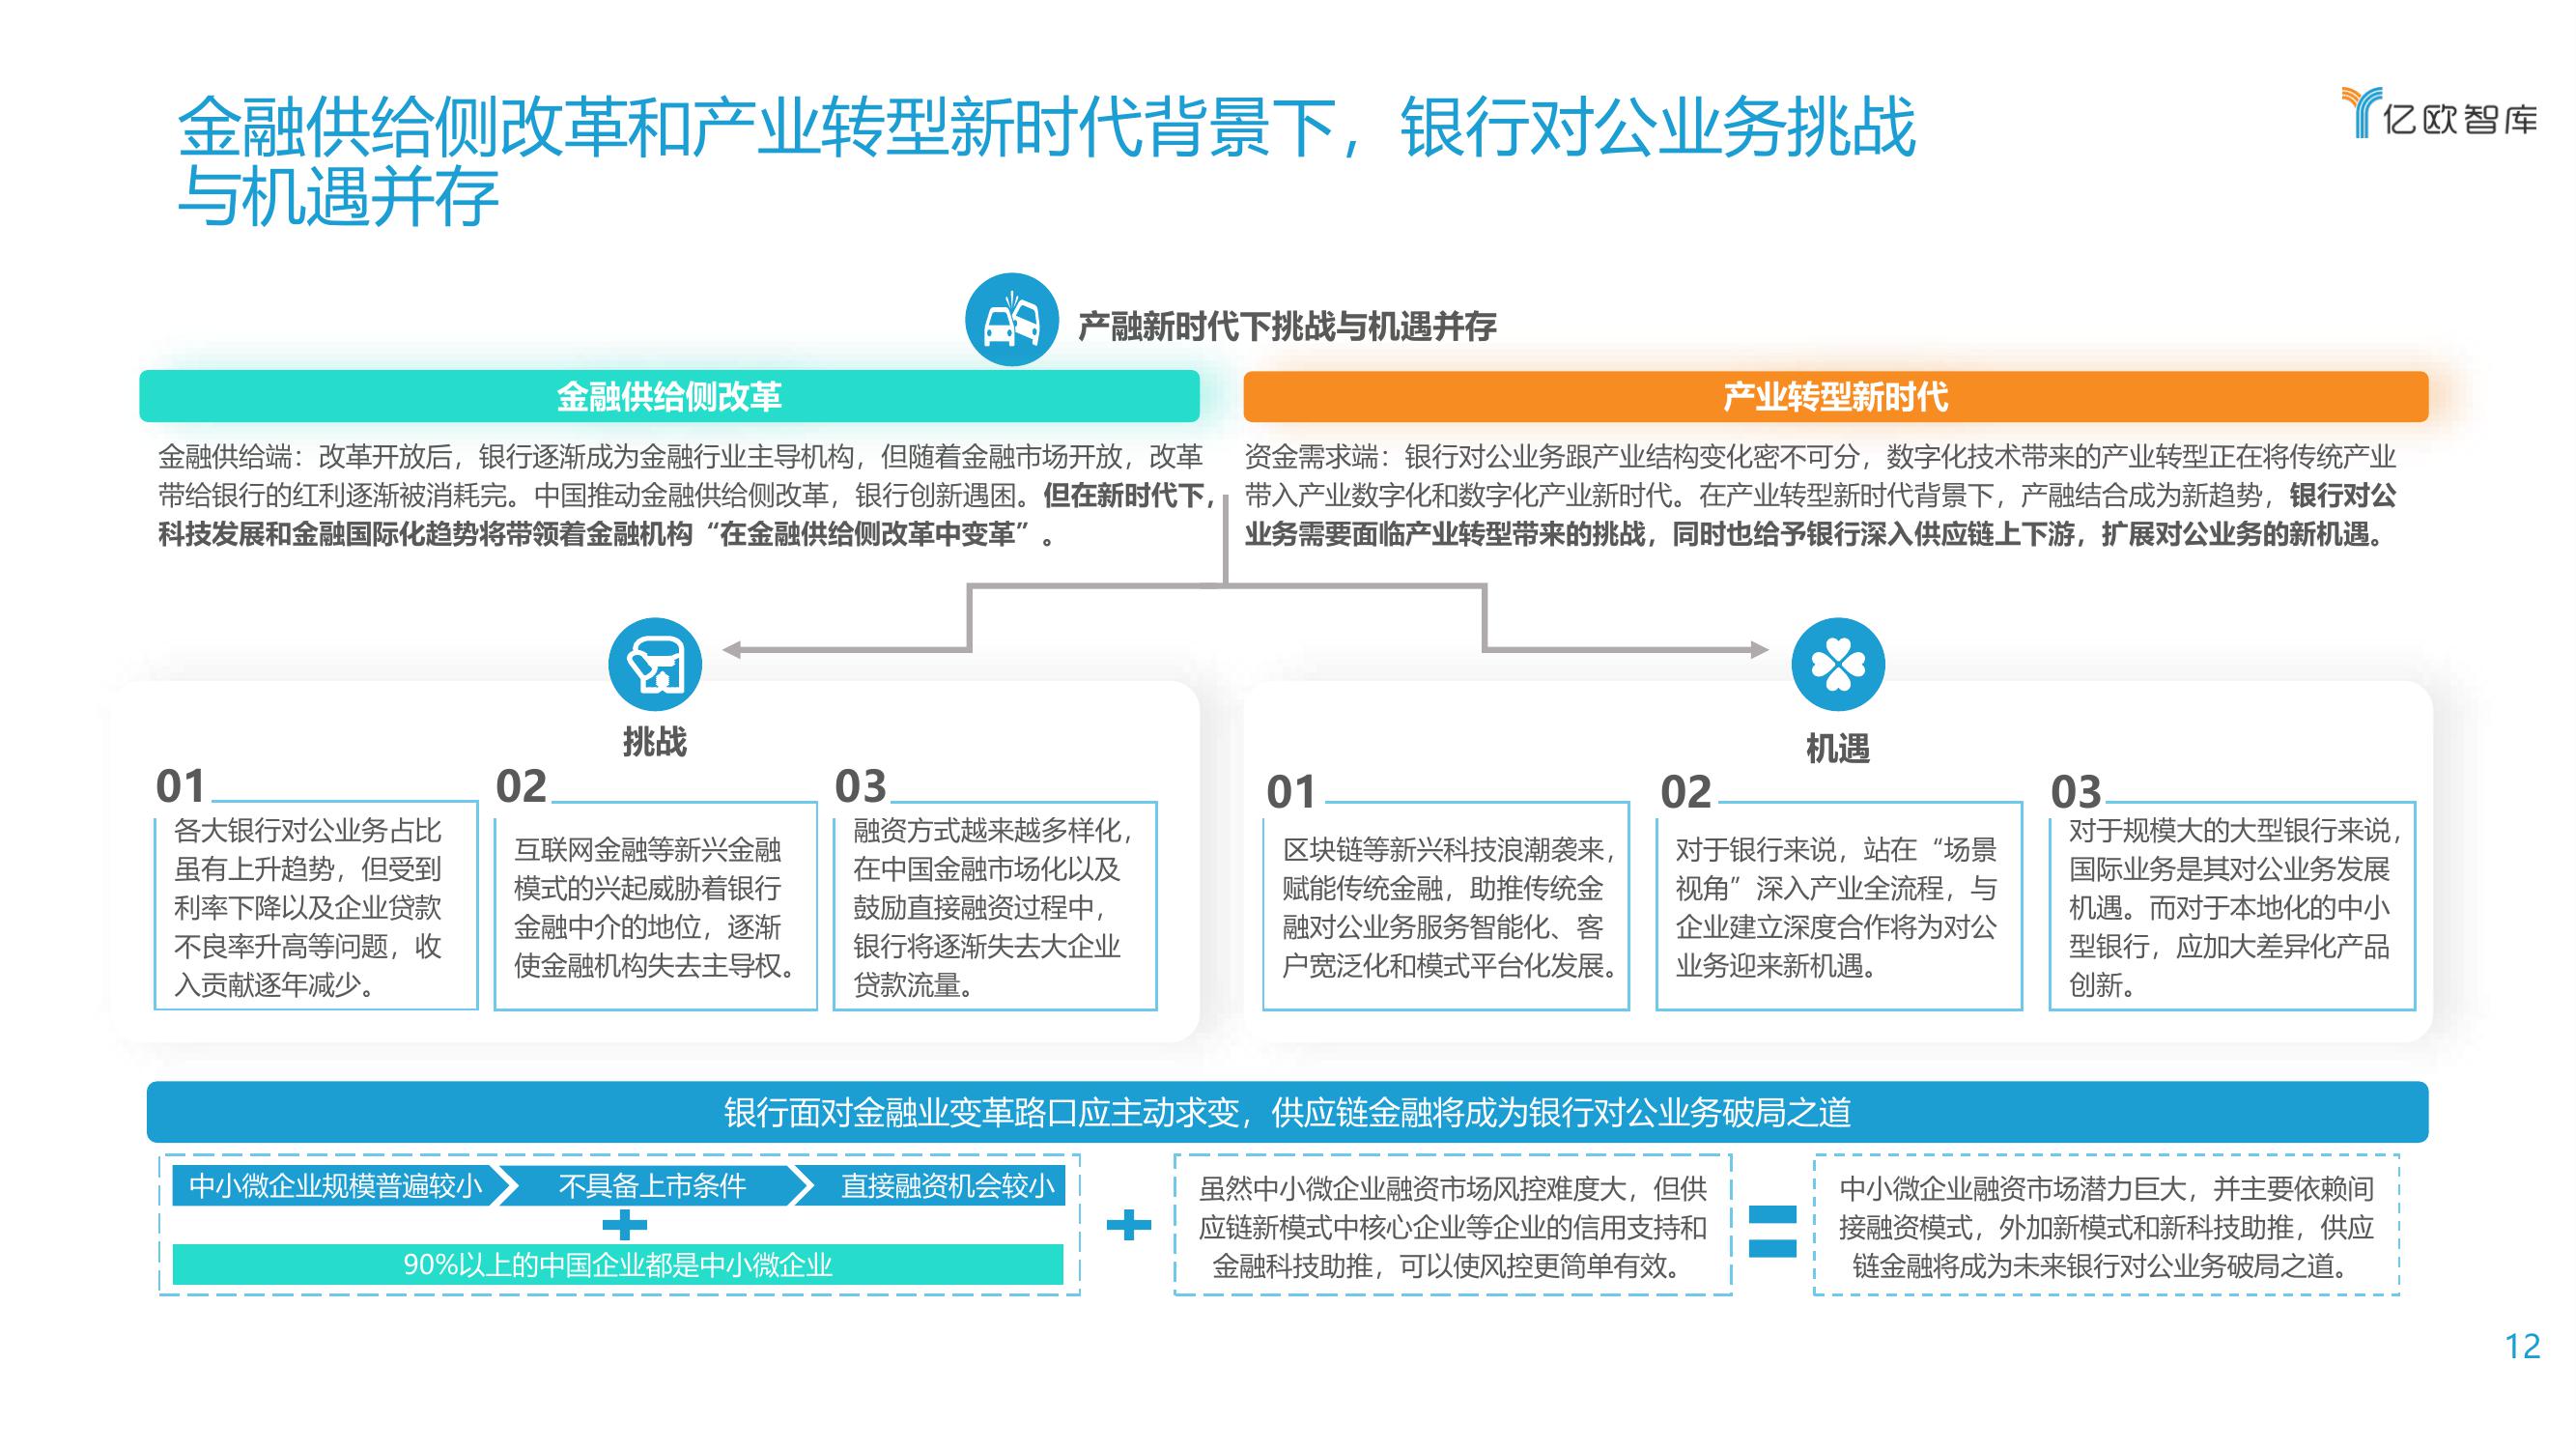 金融供给侧改革和产业转型新时代背景下，银行对公业务挑战
与机遇并存
亿欧智库
产融新时代下挑战与机遇并存
金融供给侧改革
金融供给端：改革开放后，银行逐渐成为金融行业主导机构，但随着金融市场开放，改革
带给银行的红利逐渐被消耗完。中国推动金融供给侧改革，银行创新遇困。但在新时代下，
科技发展和金融国际化趋势将带领着金融机构“在金融供给侧改革中变革”。
产业转型新时代
资金需求端：银行对公业务跟产业结构变化密不可分，数字化技术带来的产业转型正在将传统产业
带入产业数字化和数字化产业新时代。在产业转型新时代背景下，产融结合成为新趋势，银行对公
业务需要面临产业转型带来的挑战，同时也给予银行深入供应链上下游，扩展对公业务的新机遇。
挑战
01
各大银行对公业务占比
虽有上升趋势，但受到
利率下降以及企业贷款
不良率升高等问题，收
入贡献逐年减少。
02
互联网金融等新兴金融
模式的兴起威胁着银行
金融中介的地位，逐渐
使金融机构失去主导权。
03
融资方式越来越多样化，
在中国金融市场化以及
鼓励直接融资过程中，
银行将逐渐失去大企业
贷款流量。
机遇
01
区块链等新兴科技浪潮袭来，
赋能传统金融，助推传统金
融对公业务服务智能化、客
户宽泛化和模式平台化发展。
02
对于银行来说，站在“场景
视角”深入产业全流程，与
企业建立深度合作将为对公
业务迎来新机遇。
03
对于规模大的大型银行来说，
国际业务是其对公业务发展
机遇。而对于本地化的中小
型银行，应加大差异化产品
创新。
银行面对金融业变革路口应主动求变，供应链金融将成为银行对公业务破局之道
中小微企业规模普遍较小
不具备上市条件
直接融资机会较小
90%以上的中国企业都是中小微企业
虽然中小微企业融资市场风控难度大，但供
应链新模式中核心企业等企业的信用支持和
金融科技助推，可以使风控更简单有效。
中小微企业融资市场潜力巨大，并主要依赖间
接融资模式，外加新模式和新科技助推，供应
链金融将成为未来银行对公业务破局之道。
12